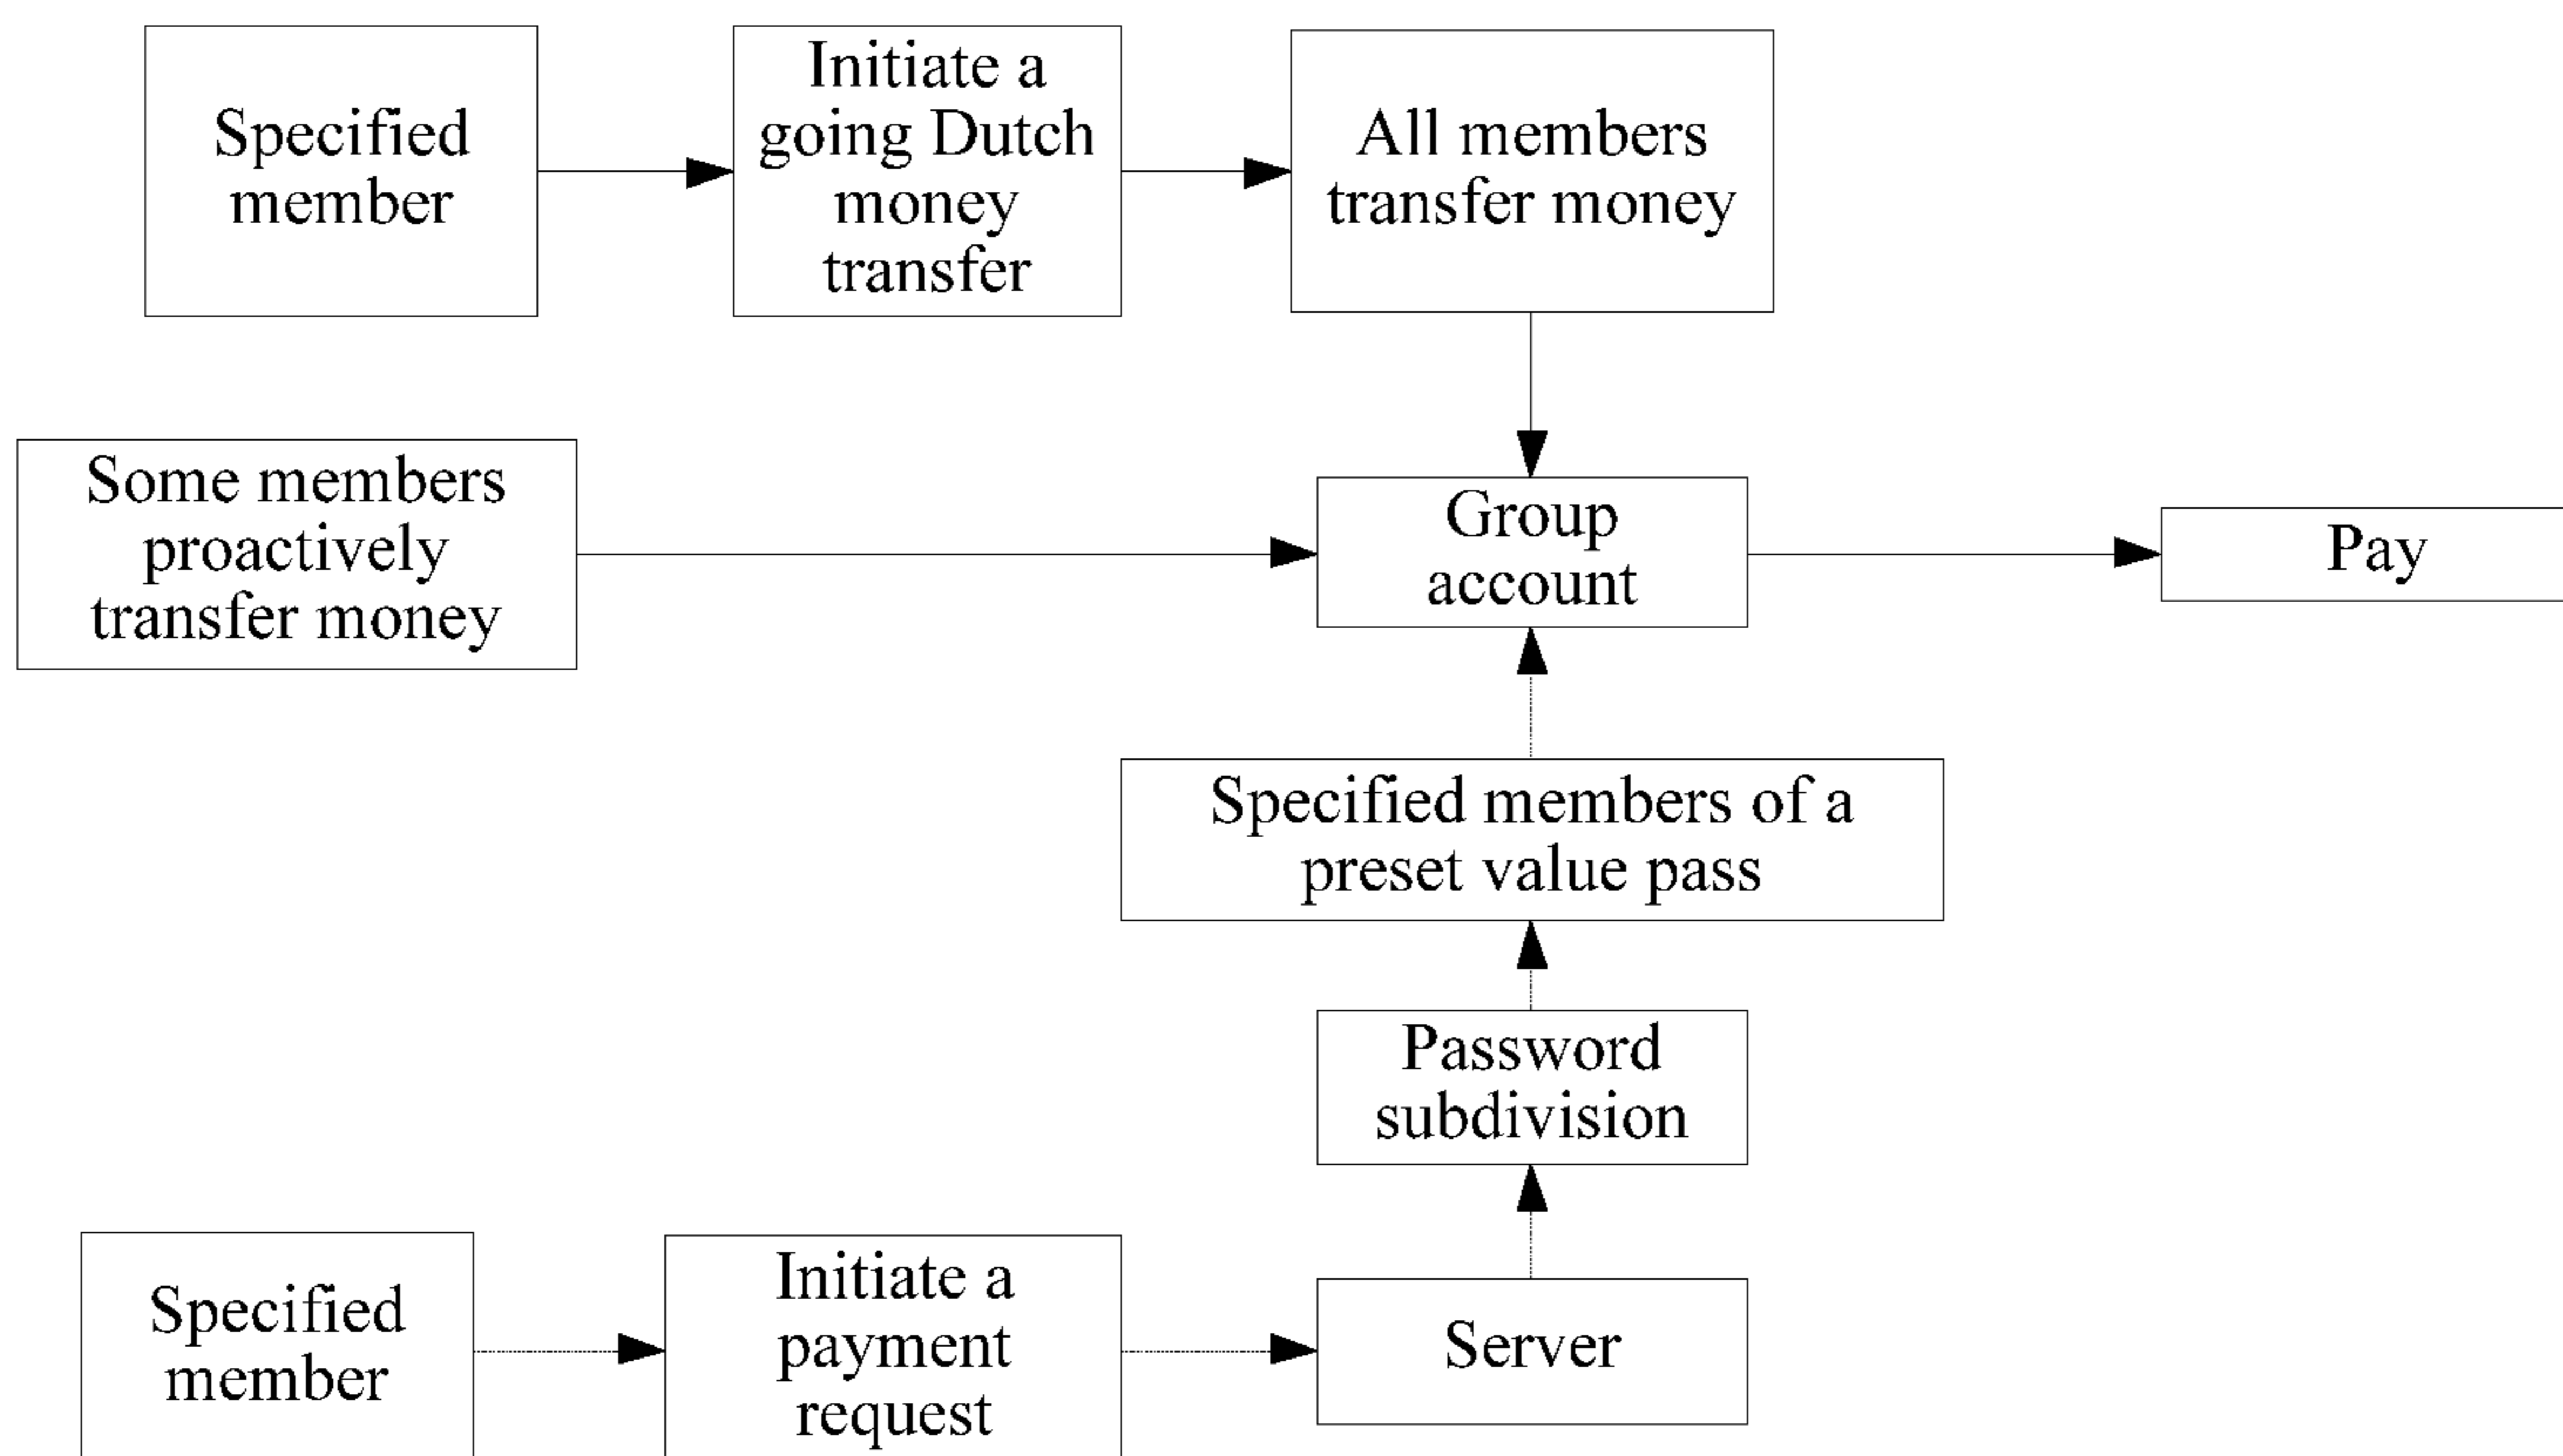 Specified
member
Initiate a
going Dutch
money
transfer
All members
transfer money
Some members
proactively
transfer money
Group
account
Pay
Specified members of a
preset value pass
Password
subdivision
Specified
member
Initiate a
payment
request
Server